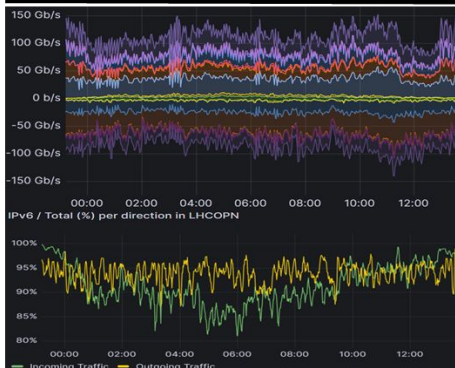 150 Gb/s
100 Gb/s
50 Gb/s
0 b/s
-50 Gb/s
-100 Gb/s
-150 Gb/s
00:00 02:00 04:00 06:00 08:00 10:00 12:00
IPv6 / Total (%) per direction in LHCOPN
100%
95%
90%
85%
80%
00:00 02:00 04:00 06:00 08:00 10:00 12:00
Incoming Traffic Outgoing Traffic